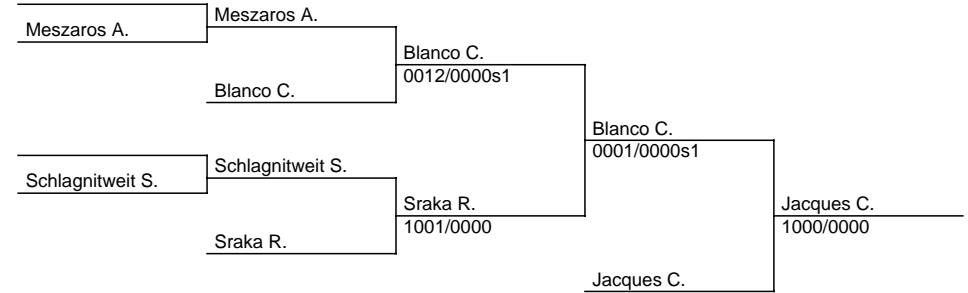 Meszaros A.
Meszaros A.
Blanco C.
0012/0000s1
Blanco C.
Blanco C.
0001/0000s1
Schlagnitweit S.
Schlagnitweit S.
Sraka R.
1001/0000
Jacques C.
1000/0000
Sraka R.
Jacques C.